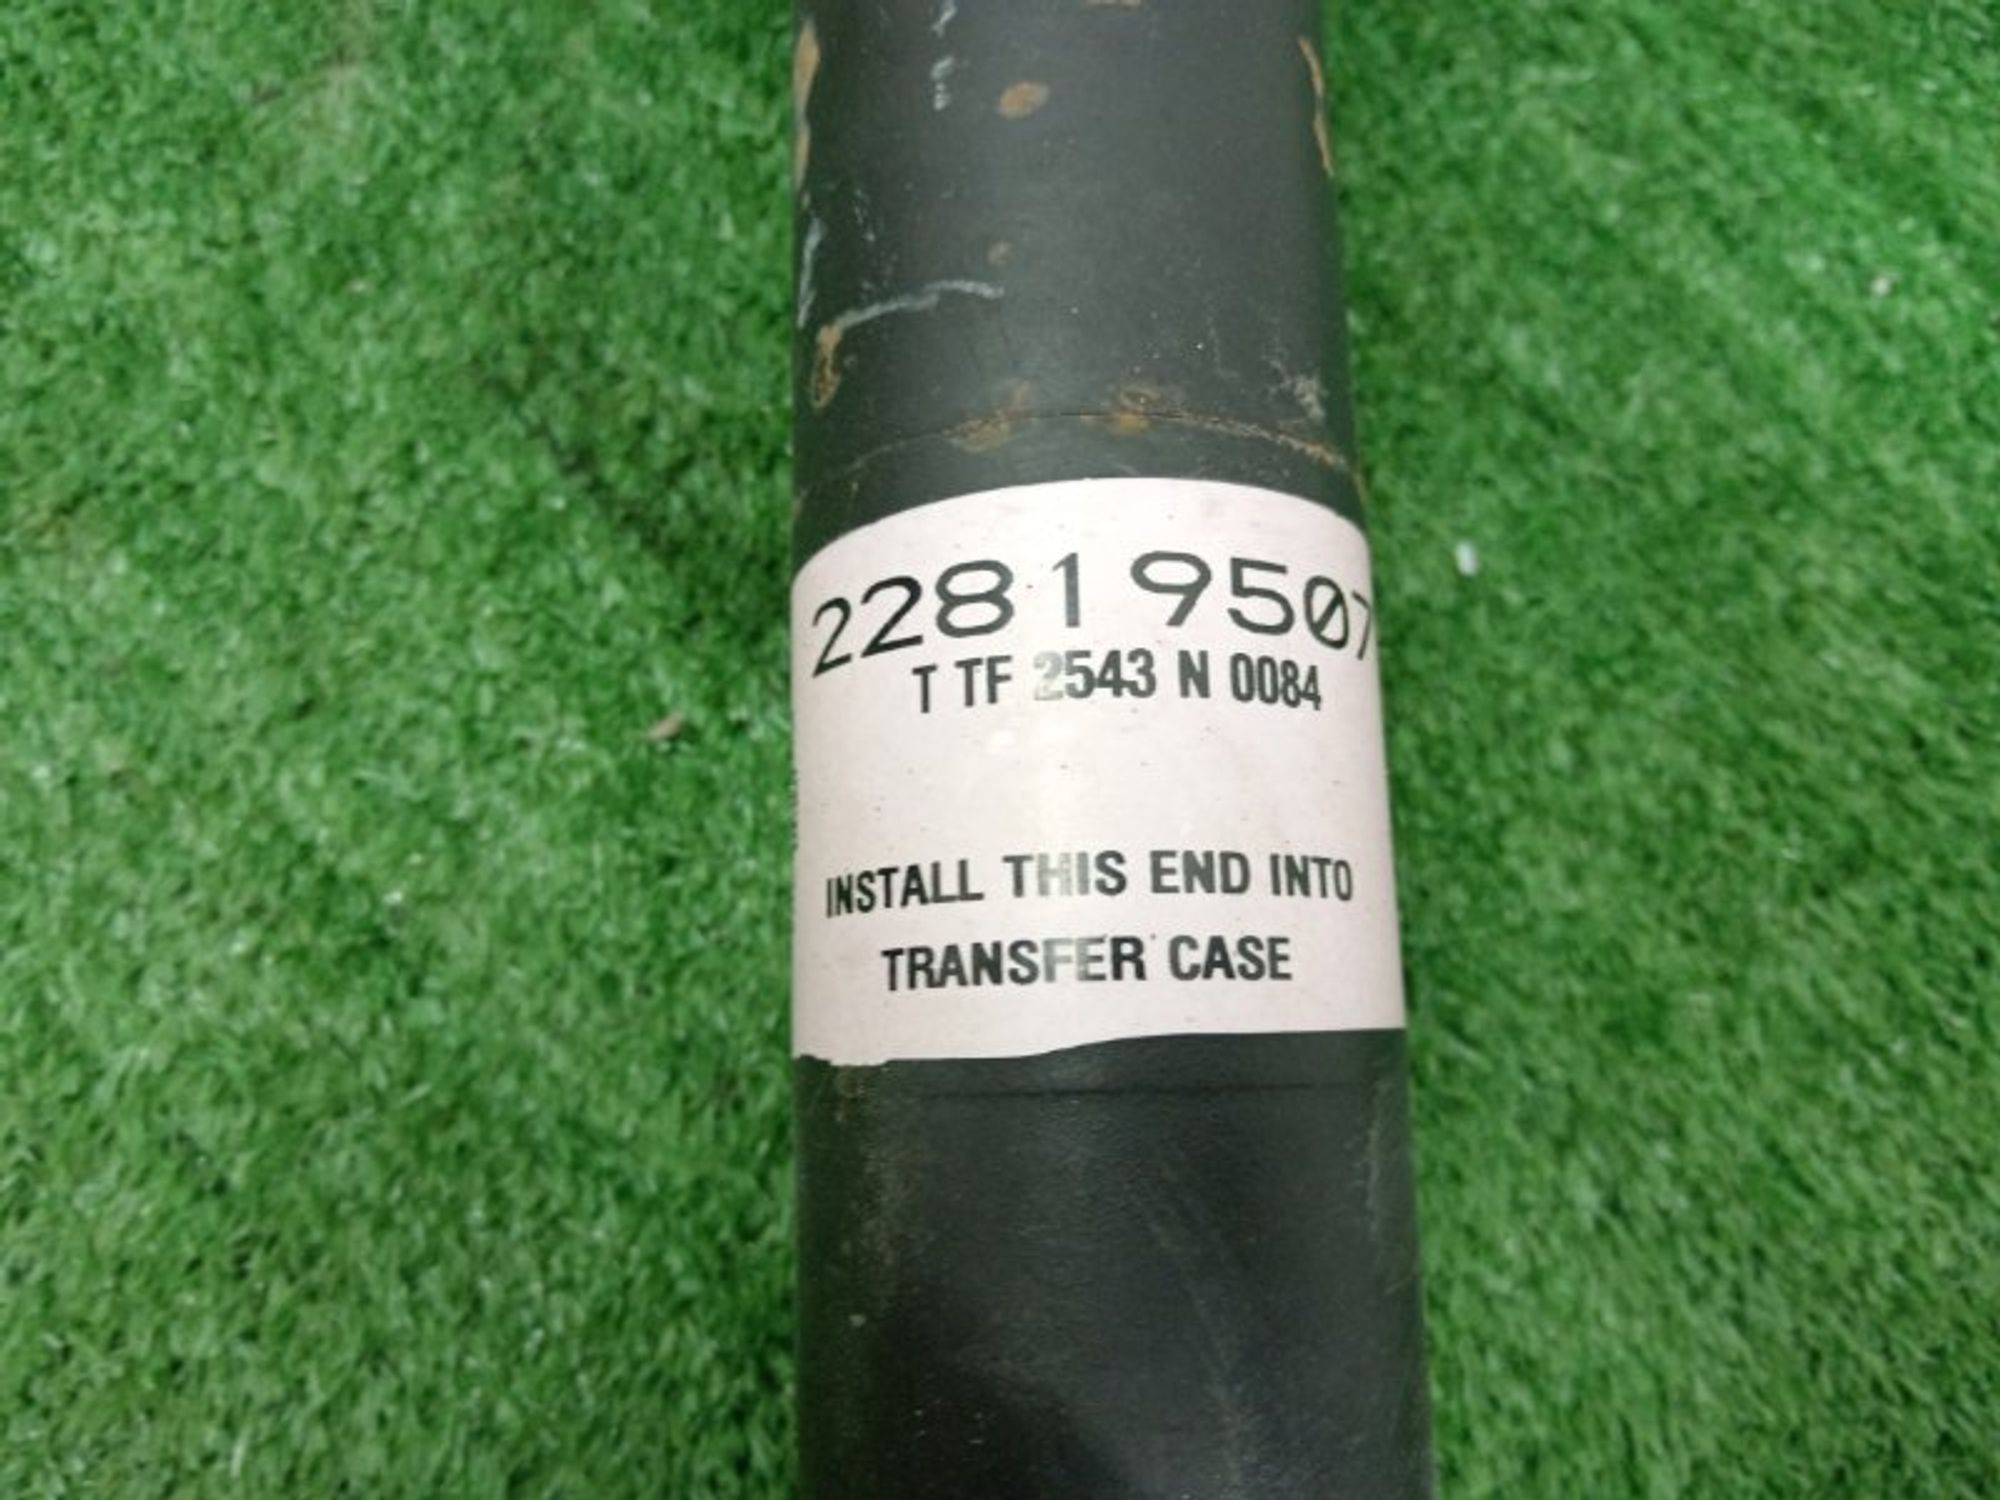 22819507
T TF 2543 N 0084
INSTALL THIS END INTO
TRANSFER CASE